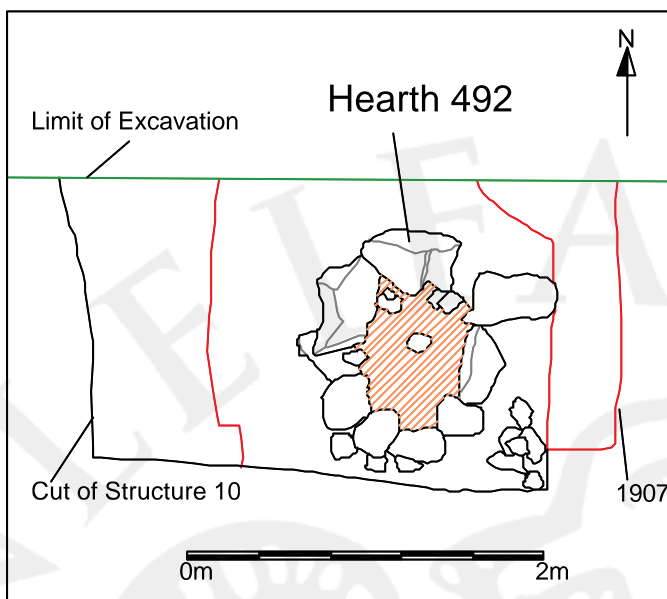 N
Hearth 492
Limit of Excavation
Cut of Structure 10
1907
0m
2m